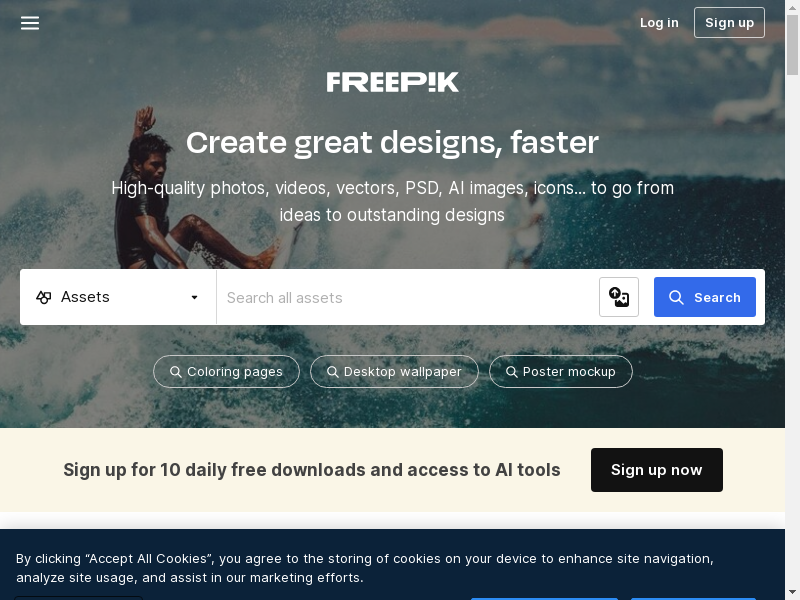 Log in
Sign up
FREEPIK
Create great designs, faster
High-quality photos, videos, vectors, PSD, AI images, icons... to go from
ideas to outstanding designs
Assets
Search all assets
Search
Coloring pages
Desktop wallpaper
Poster mockup
Sign up for 10 daily free downloads and access to AI tools
Sign up now
By clicking “Accept All Cookies”, you agree to the storing of cookies on your device to enhance site navigation,
analyze site usage, and assist in our marketing efforts.